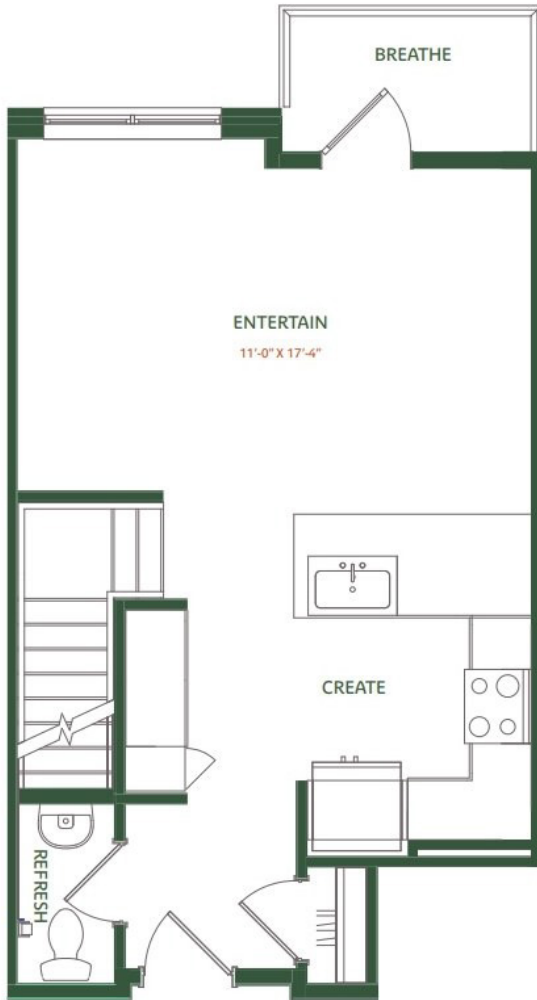 BREATHE
ENTERTAIN
11'-0" X 17'-4"
CREATE
REFRESH